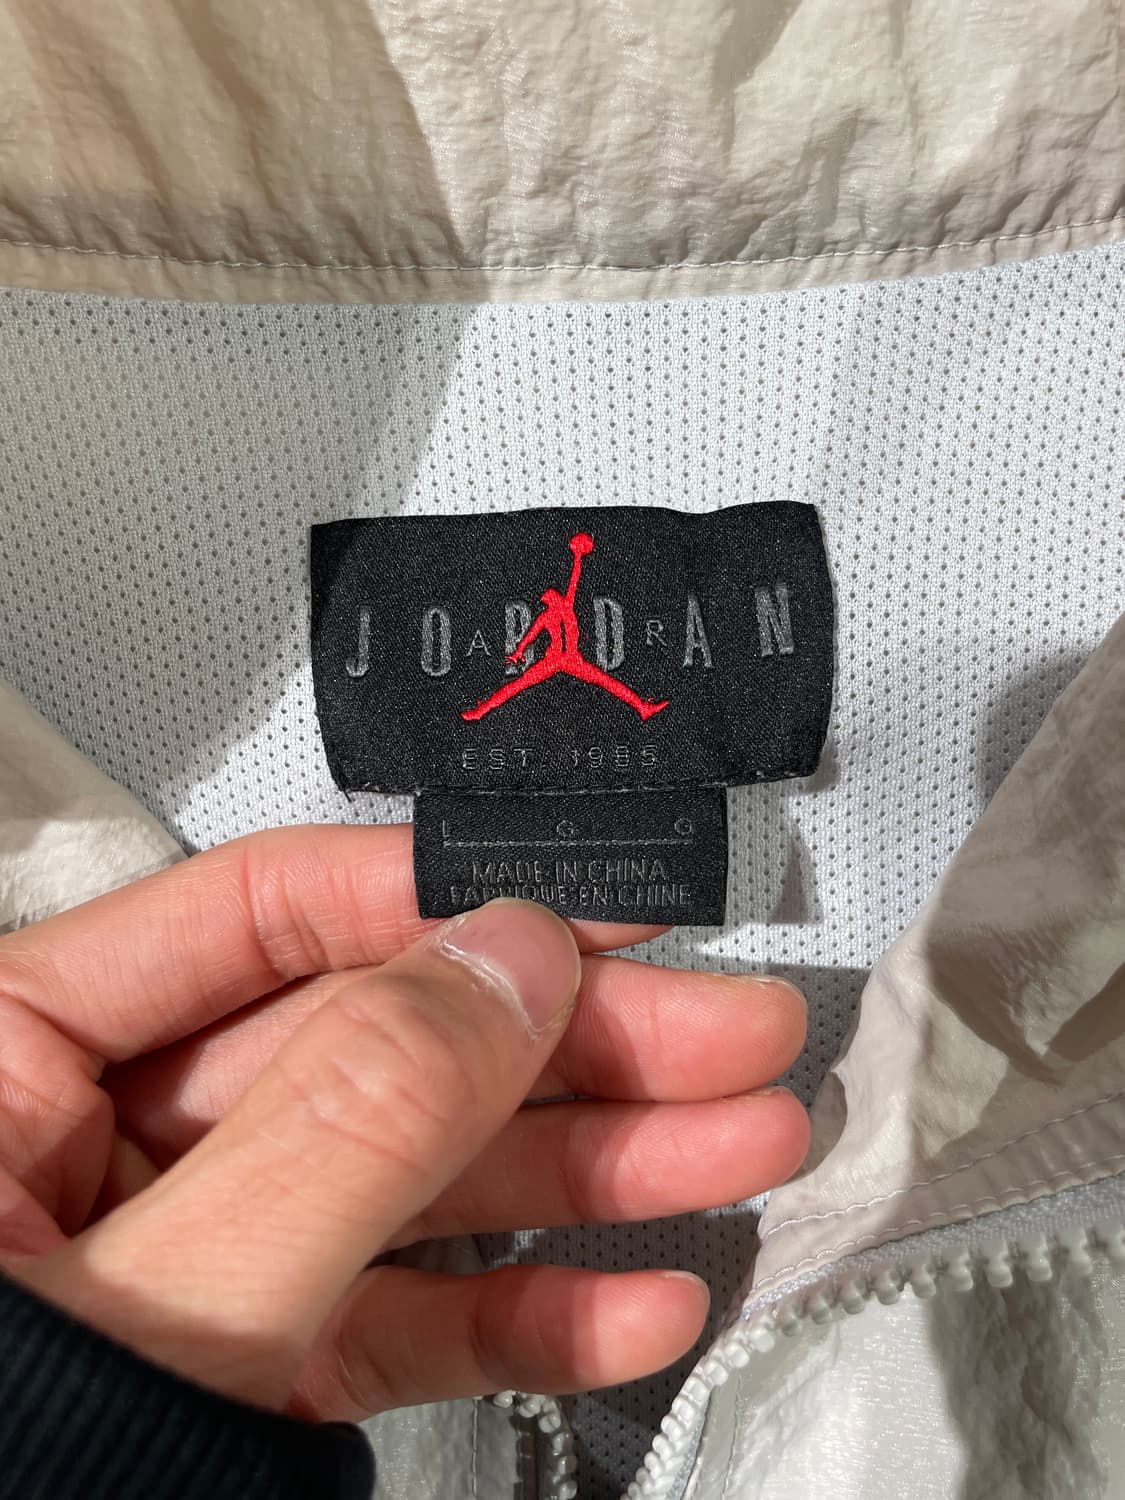 JORDAN
AIR
EST. 1985
L G G
MADE IN CHINA
FABRIQUE EN CHINE